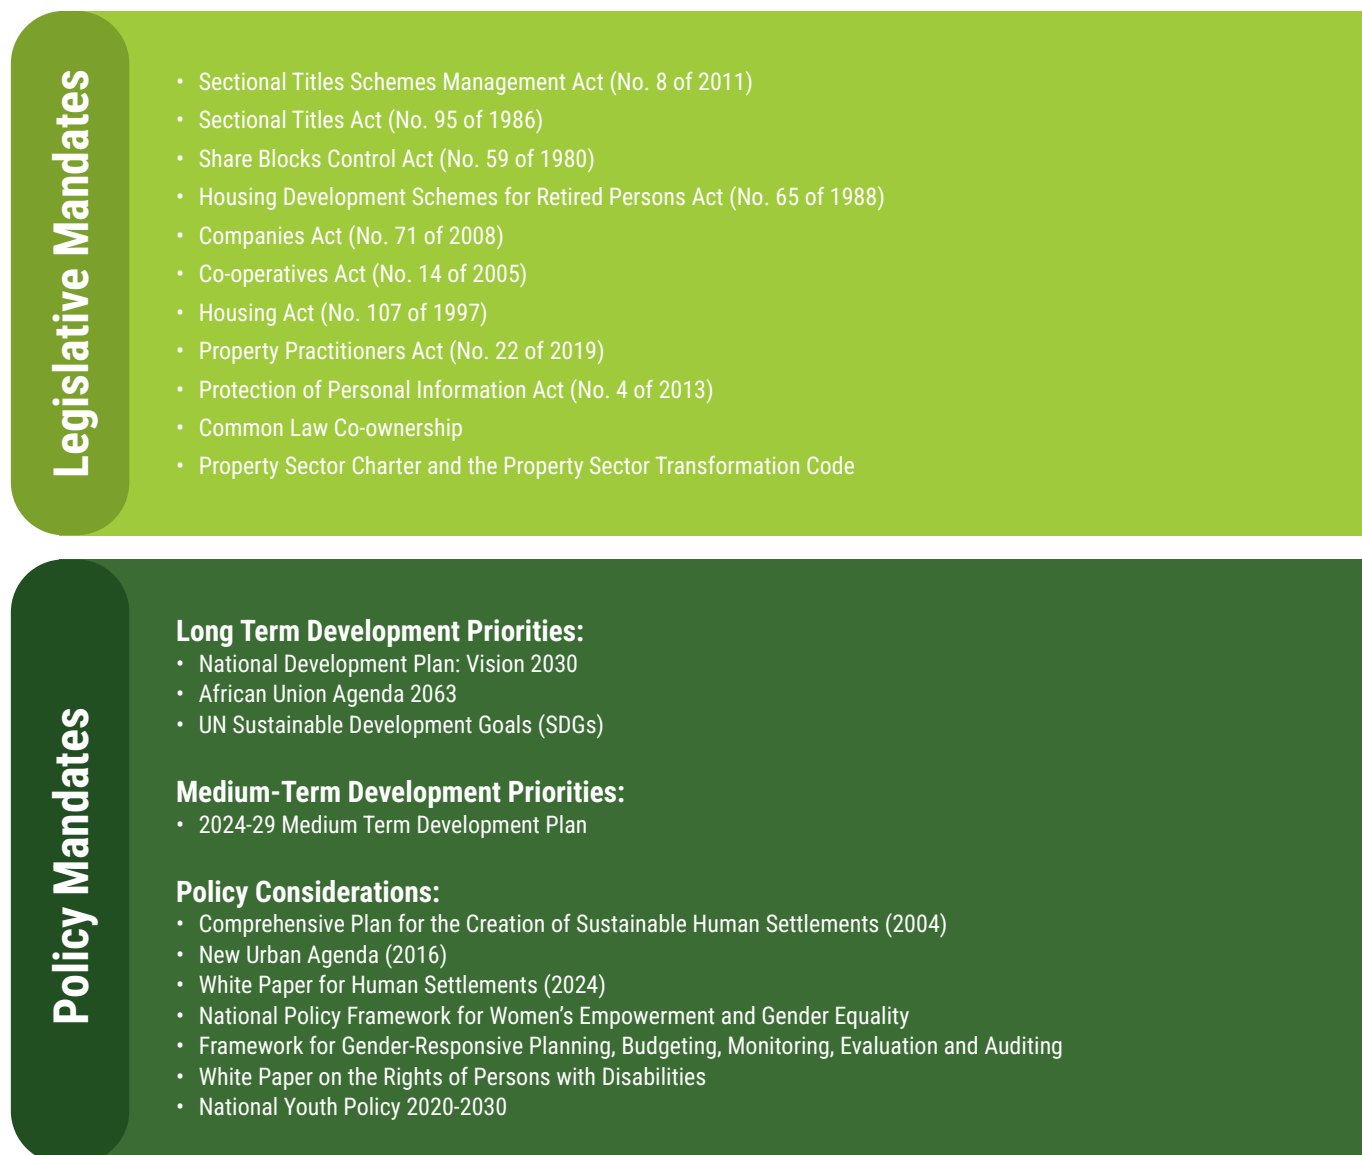 Legislative Mandates
• Sectional Titles Schemes Management Act (No. 8 of 2011)
• Sectional Titles Act (No. 95 of 1986)
• Share Blocks Control Act (No. 59 of 1980)
• Housing Development Schemes for Retired Persons Act (No. 65 of 1988)
• Companies Act (No. 71 of 2008)
• Co-operatives Act (No. 14 of 2005)
• Housing Act (No. 107 of 1997)
• Property Practitioners Act (No. 22 of 2019)
• Protection of Personal Information Act (No. 4 of 2013)
• Common Law Co-ownership
• Property Sector Charter and the Property Sector Transformation Code
Policy Mandates
Long Term Development Priorities:
• National Development Plan: Vision 2030
• African Union Agenda 2063
• UN Sustainable Development Goals (SDGs)
Medium-Term Development Priorities:
• 2024-29 Medium Term Development Plan
Policy Considerations:
• Comprehensive Plan for the Creation of Sustainable Human Settlements (2004)
• New Urban Agenda (2016)
• White Paper for Human Settlements (2024)
• National Policy Framework for Women’s Empowerment and Gender Equality
• Framework for Gender-Responsive Planning, Budgeting, Monitoring, Evaluation and Auditing
• White Paper on the Rights of Persons with Disabilities
• National Youth Policy 2020-2030